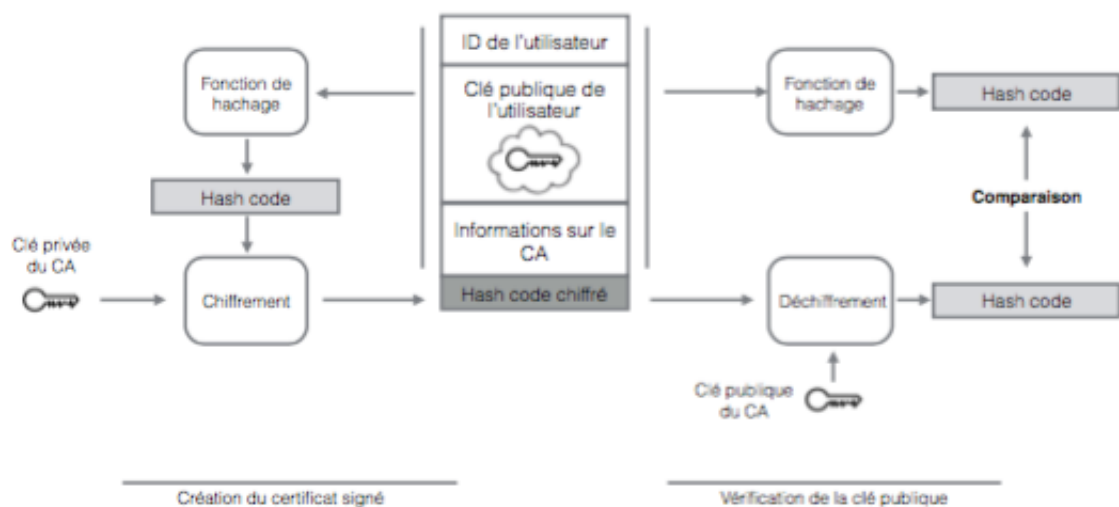 ID de l'utilisateur
Fonction de
hachage
Clé publique de
l'utilisateur
Fonction de
hachage
Hash code
Hash code
Comparaison
Clé privée
du CA
Informations sur le
CA
Chiffrement
Hash code chiffré
Déchiffrement
Hash code
Clé publique
du CA
Création du certificat signé
Vérification de la clé publique